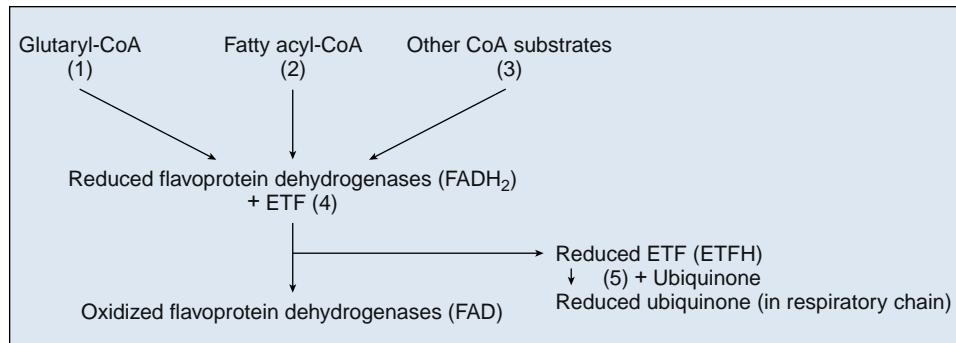 Glutaryl-CoA Fatty acyl-CoA Other CoA substrates
(1) (2) (3)
Reduced flavoprotein dehydrogenases (FADH₂)
+ ETF (4)
Reduced ETF (ETFH)
(5) + Ubiquinone
Reduced ubiquinone (in respiratory chain)
Oxidized flavoprotein dehydrogenases (FAD)